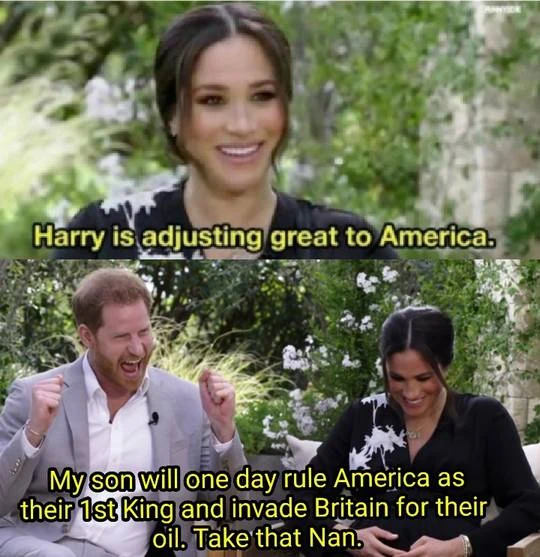 Harry is adjusting great to America.
My son will one day rule America as
their 1st King and invade Britain for their
oil. Take that Nan.